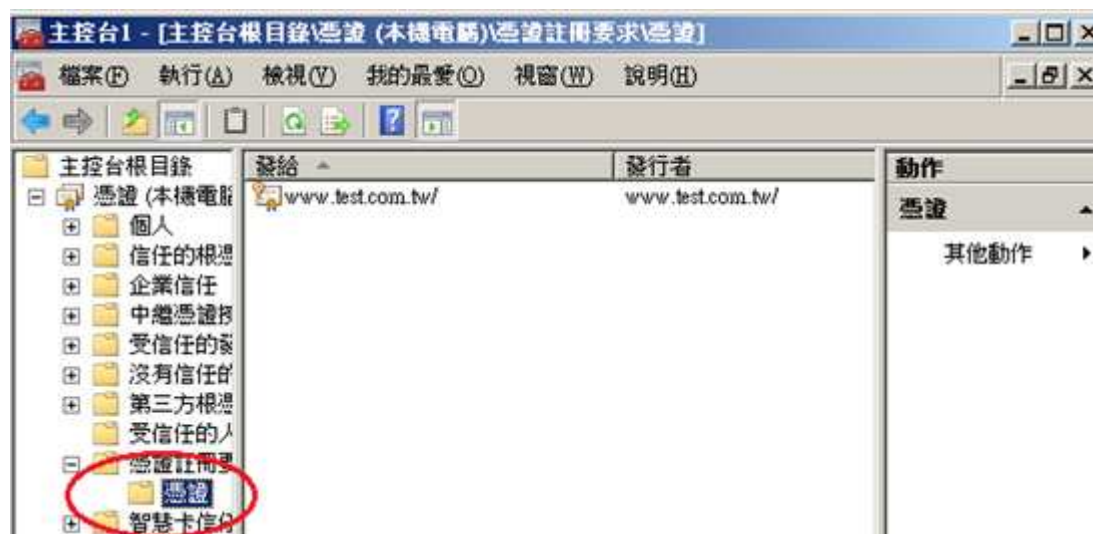 主控台1 - [主控台根目錄\憑證 (本機電腦)\憑證註冊要求\憑證]
檔案(F) 執行(A) 檢視(V) 我的最愛(O) 視窗(W) 說明(H)
主控台根目錄
憑證 (本機電腦
個人
信任的根憑
企業信任
中繼憑證授
受信任的發
沒有信任的
第三方根憑
受信任的人
憑證註冊要
憑證
智慧卡信任
發給 發行者
www.test.com.tw/ www.test.com.tw/
動作
憑證
其他動作